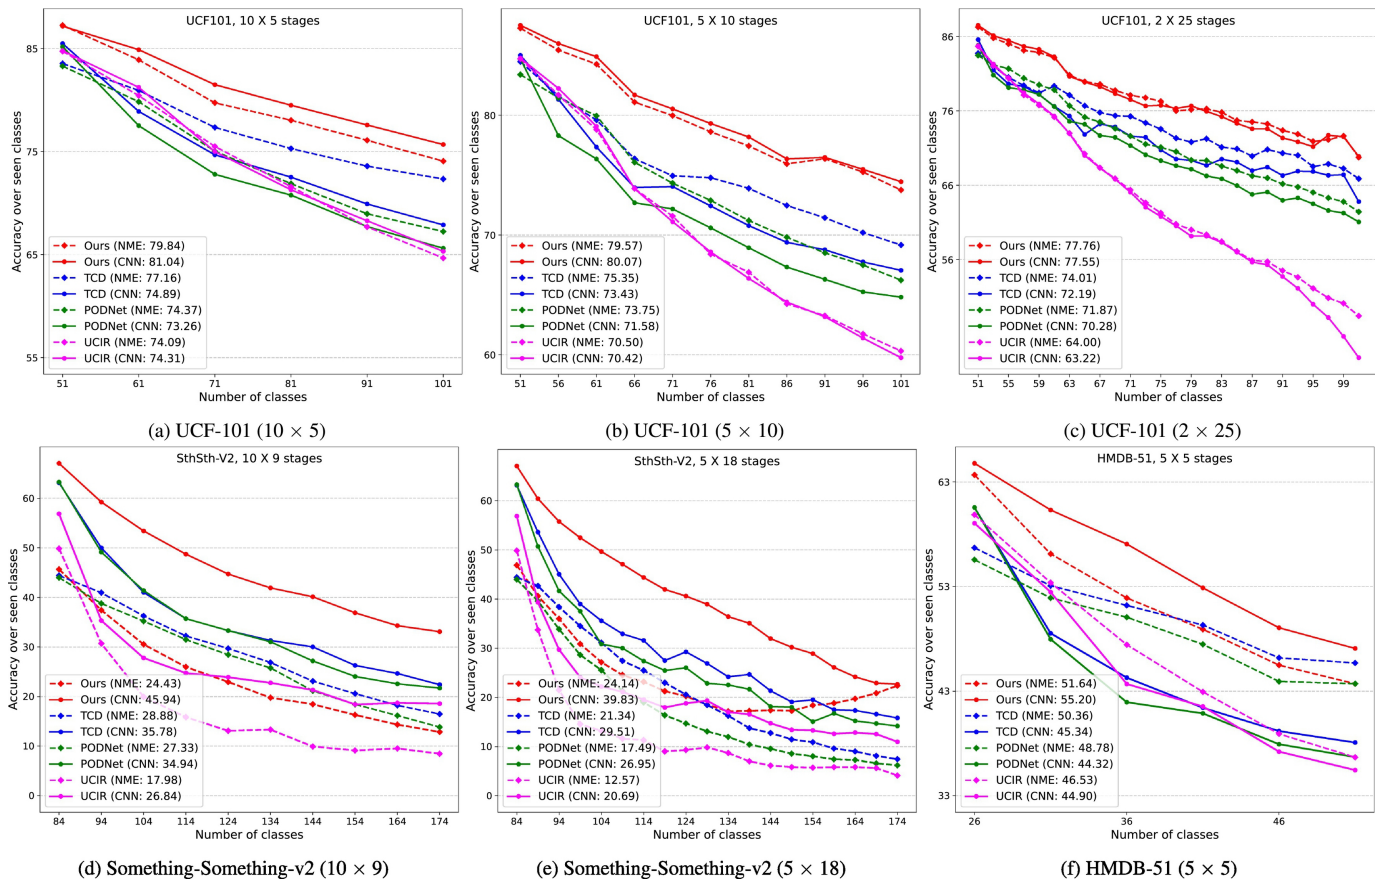 UCF101, 10 X 5 stages
Accuracy over seen classes
85
75
65
55
Ours (NME: 79.84)
Ours (CNN: 81.04)
TCD (NME: 77.16)
TCD (CNN: 74.89)
PODNet (NME: 74.37)
PODNet (CNN: 73.26)
UCIR (NME: 74.09)
UCIR (CNN: 74.31)
51 61 71 81 91 101
Number of classes
(a) UCF-101 (10 × 5)
UCF101, 5 X 10 stages
Accuracy over seen classes
80
70
60
Ours (NME: 79.57)
Ours (CNN: 80.07)
TCD (NME: 75.35)
TCD (CNN: 73.43)
PODNet (NME: 73.75)
PODNet (CNN: 71.58)
UCIR (NME: 70.50)
UCIR (CNN: 70.42)
51 56 61 66 71 76 81 86 91 96 101
Number of classes
(b) UCF-101 (5 × 10)
UCF101, 2 X 25 stages
Accuracy over seen classes
86
76
66
56
Ours (NME: 77.76)
Ours (CNN: 77.55)
TCD (NME: 74.01)
TCD (CNN: 72.19)
PODNet (NME: 71.87)
PODNet (CNN: 70.28)
UCIR (NME: 64.00)
UCIR (CNN: 63.22)
51 55 59 63 67 71 75 79 83 87 91 95 99
Number of classes
(c) UCF-101 (2 × 25)
SthSth-V2, 10 X 9 stages
Accuracy over seen classes
60
50
40
30
20
10
0
Ours (NME: 24.43)
Ours (CNN: 45.94)
TCD (NME: 28.88)
TCD (CNN: 35.78)
PODNet (NME: 27.33)
PODNet (CNN: 34.94)
UCIR (NME: 17.98)
UCIR (CNN: 26.84)
84 94 104 114 124 134 144 154 164 174
Number of classes
(d) Something-Something-v2 (10 × 9)
SthSth-V2, 5 X 18 stages
Accuracy over seen classes
60
50
40
30
20
10
0
Ours (NME: 24.14)
Ours (CNN: 39.83)
TCD (NME: 21.34)
TCD (CNN: 29.51)
PODNet (NME: 17.49)
PODNet (CNN: 26.95)
UCIR (NME: 12.57)
UCIR (CNN: 20.69)
84 94 104 114 124 134 144 154 164 174
Number of classes
(e) Something-Something-v2 (5 × 18)
HMDB-51, 5 X 5 stages
Accuracy over seen classes
63
53
43
33
Ours (NME: 51.64)
Ours (CNN: 55.20)
TCD (NME: 50.36)
TCD (CNN: 45.34)
PODNet (NME: 48.78)
PODNet (CNN: 44.32)
UCIR (NME: 46.53)
UCIR (CNN: 44.90)
26 36 46
Number of classes
(f) HMDB-51 (5 × 5)